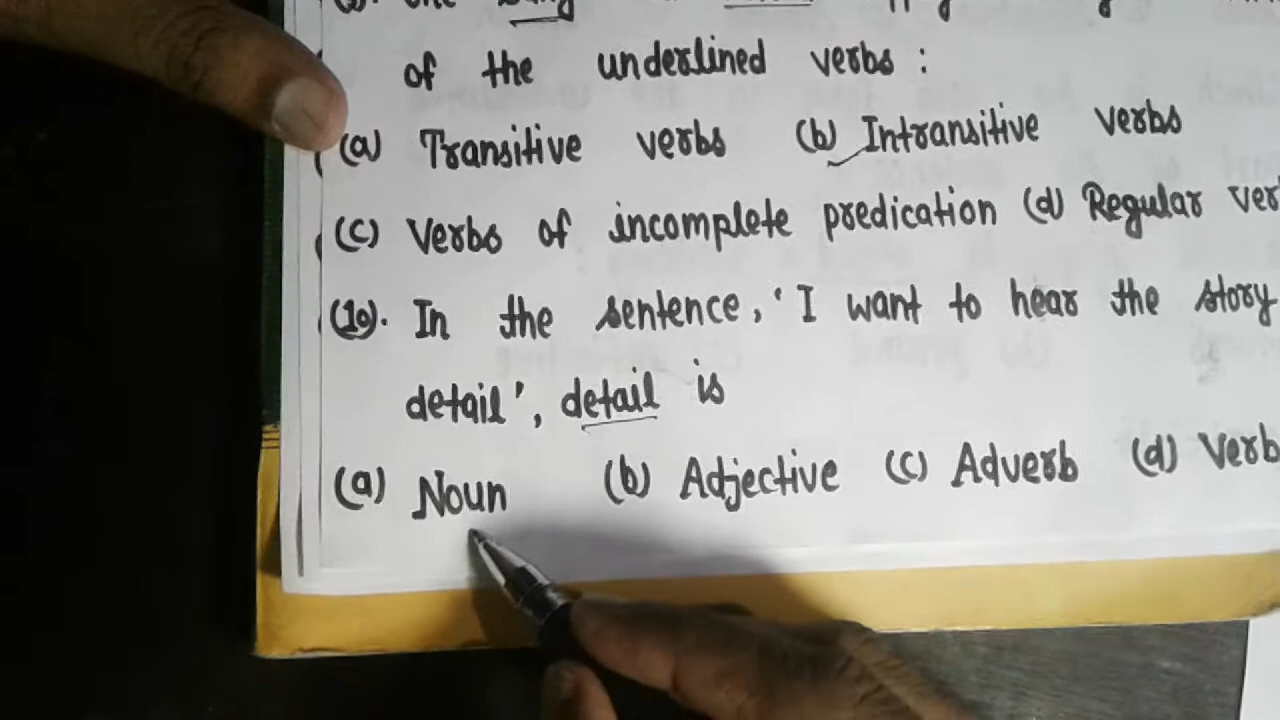 of the underlined verbs :
(a) Transitive verbs (b) Intransitive verbs
(c) Verbs of incomplete predication (d) Regular ver
(10). In the sentence, 'I want to hear the story
detail', detail is
(a) Noun (b) Adjective (c) Adverb (d) Verb